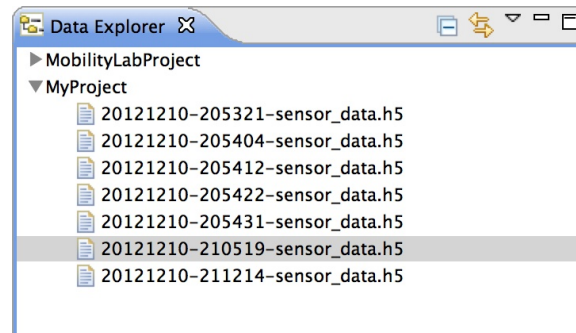 Data Explorer
MobilityLabProject
MyProject
20121210-205321-sensor_data.h5
20121210-205404-sensor_data.h5
20121210-205412-sensor_data.h5
20121210-205422-sensor_data.h5
20121210-205431-sensor_data.h5
20121210-210519-sensor_data.h5
20121210-211214-sensor_data.h5